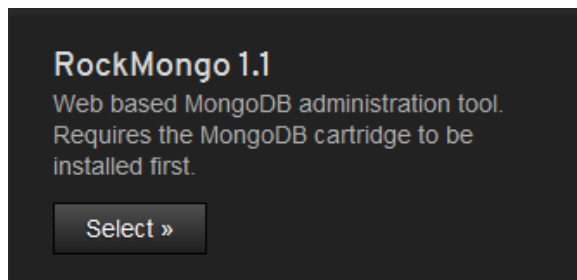 RockMongo 1.1
Web based MongoDB administration tool.
Requires the MongoDB cartridge to be
installed first.
Select »